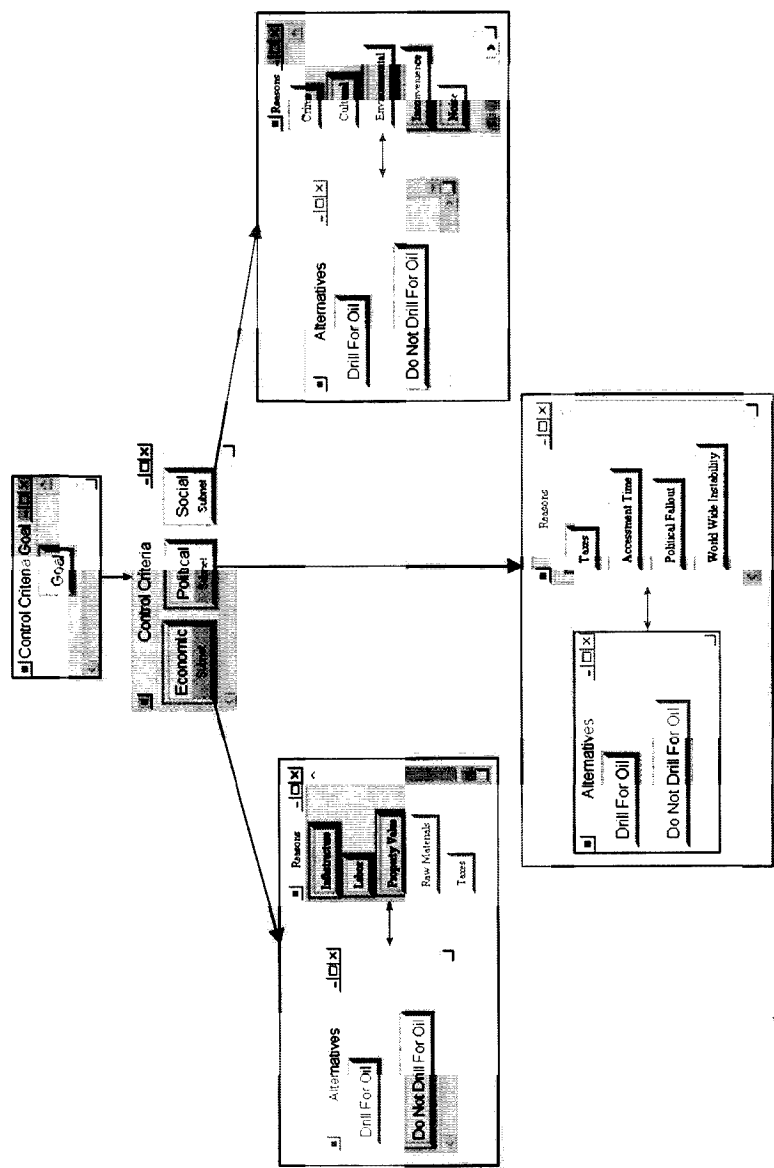 Control Criteria Goal
Goal
Control Criteria
Economic
Subnet
Political
Subnet
Social
Subnet
Alternatives
Drill For Oil
Do Not Drill For Oil
Reasons
Infastructure
Labor
Property Value
Raw Materials
Taxes
Alternatives
Drill For Oil
Do Not Drill For Oil
Reasons
Taxes
Accessment Time
Political Fallout
World Wide Instability
Alternatives
Drill For Oil
Do Not Drill For Oil
Reasons
Crime
Cultural
Environmental
Inconvenience
Noise